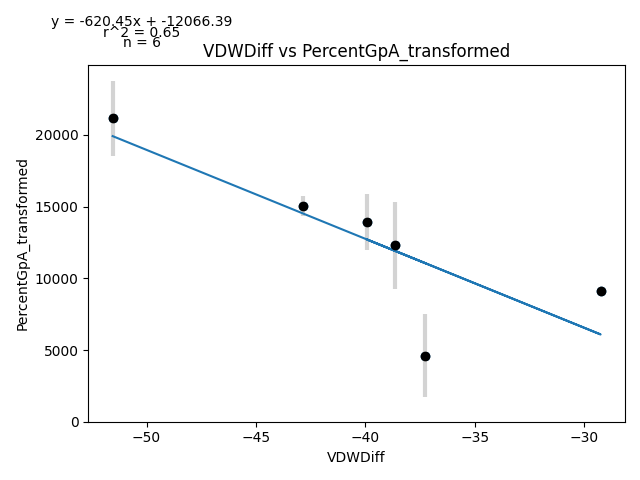 y = -620.45x + -12066.39
r^2 = 0.65
n = 6
VDWDiff vs PercentGpA_transformed
PercentGpA_transformed
20000
15000
10000
5000
0
−50
−45
−40
−35
−30
VDWDiff